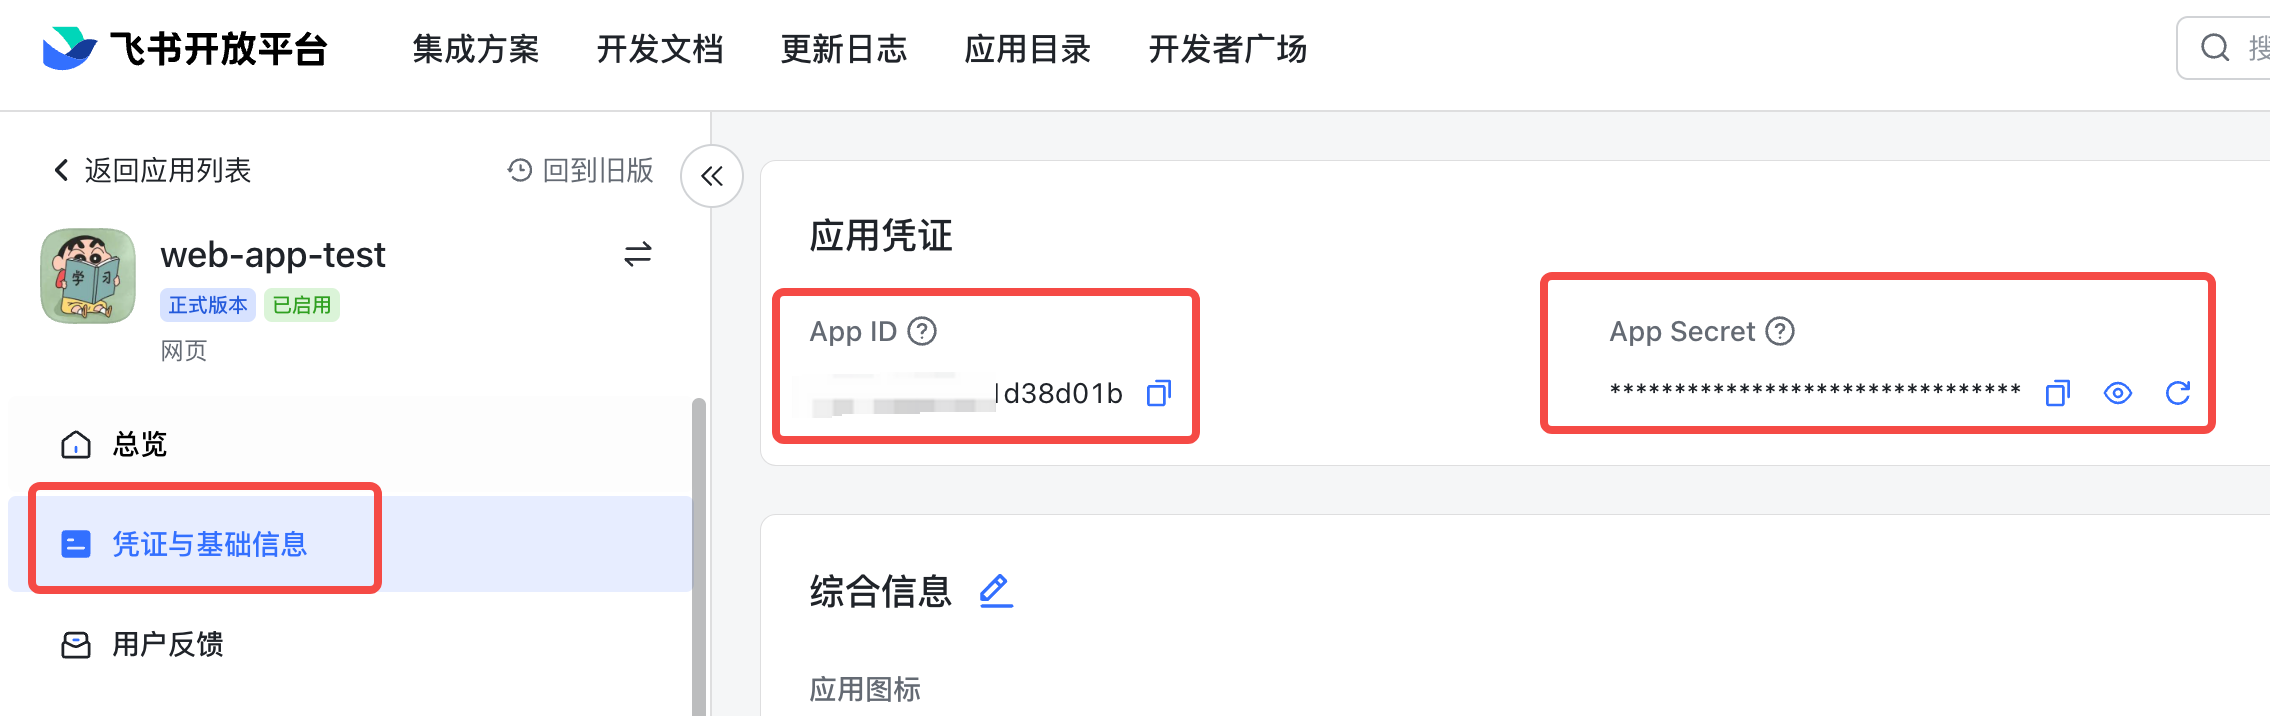 飞书开放平台 集成方案 开发文档 更新日志 应用目录 开发者广场
返回应用列表 回到旧版
web-app-test
学习
正式版本 已启用
网页
总览
凭证与基础信息
用户反馈
应用凭证
App ID App Secret
d38d01b ********************************
综合信息
应用图标